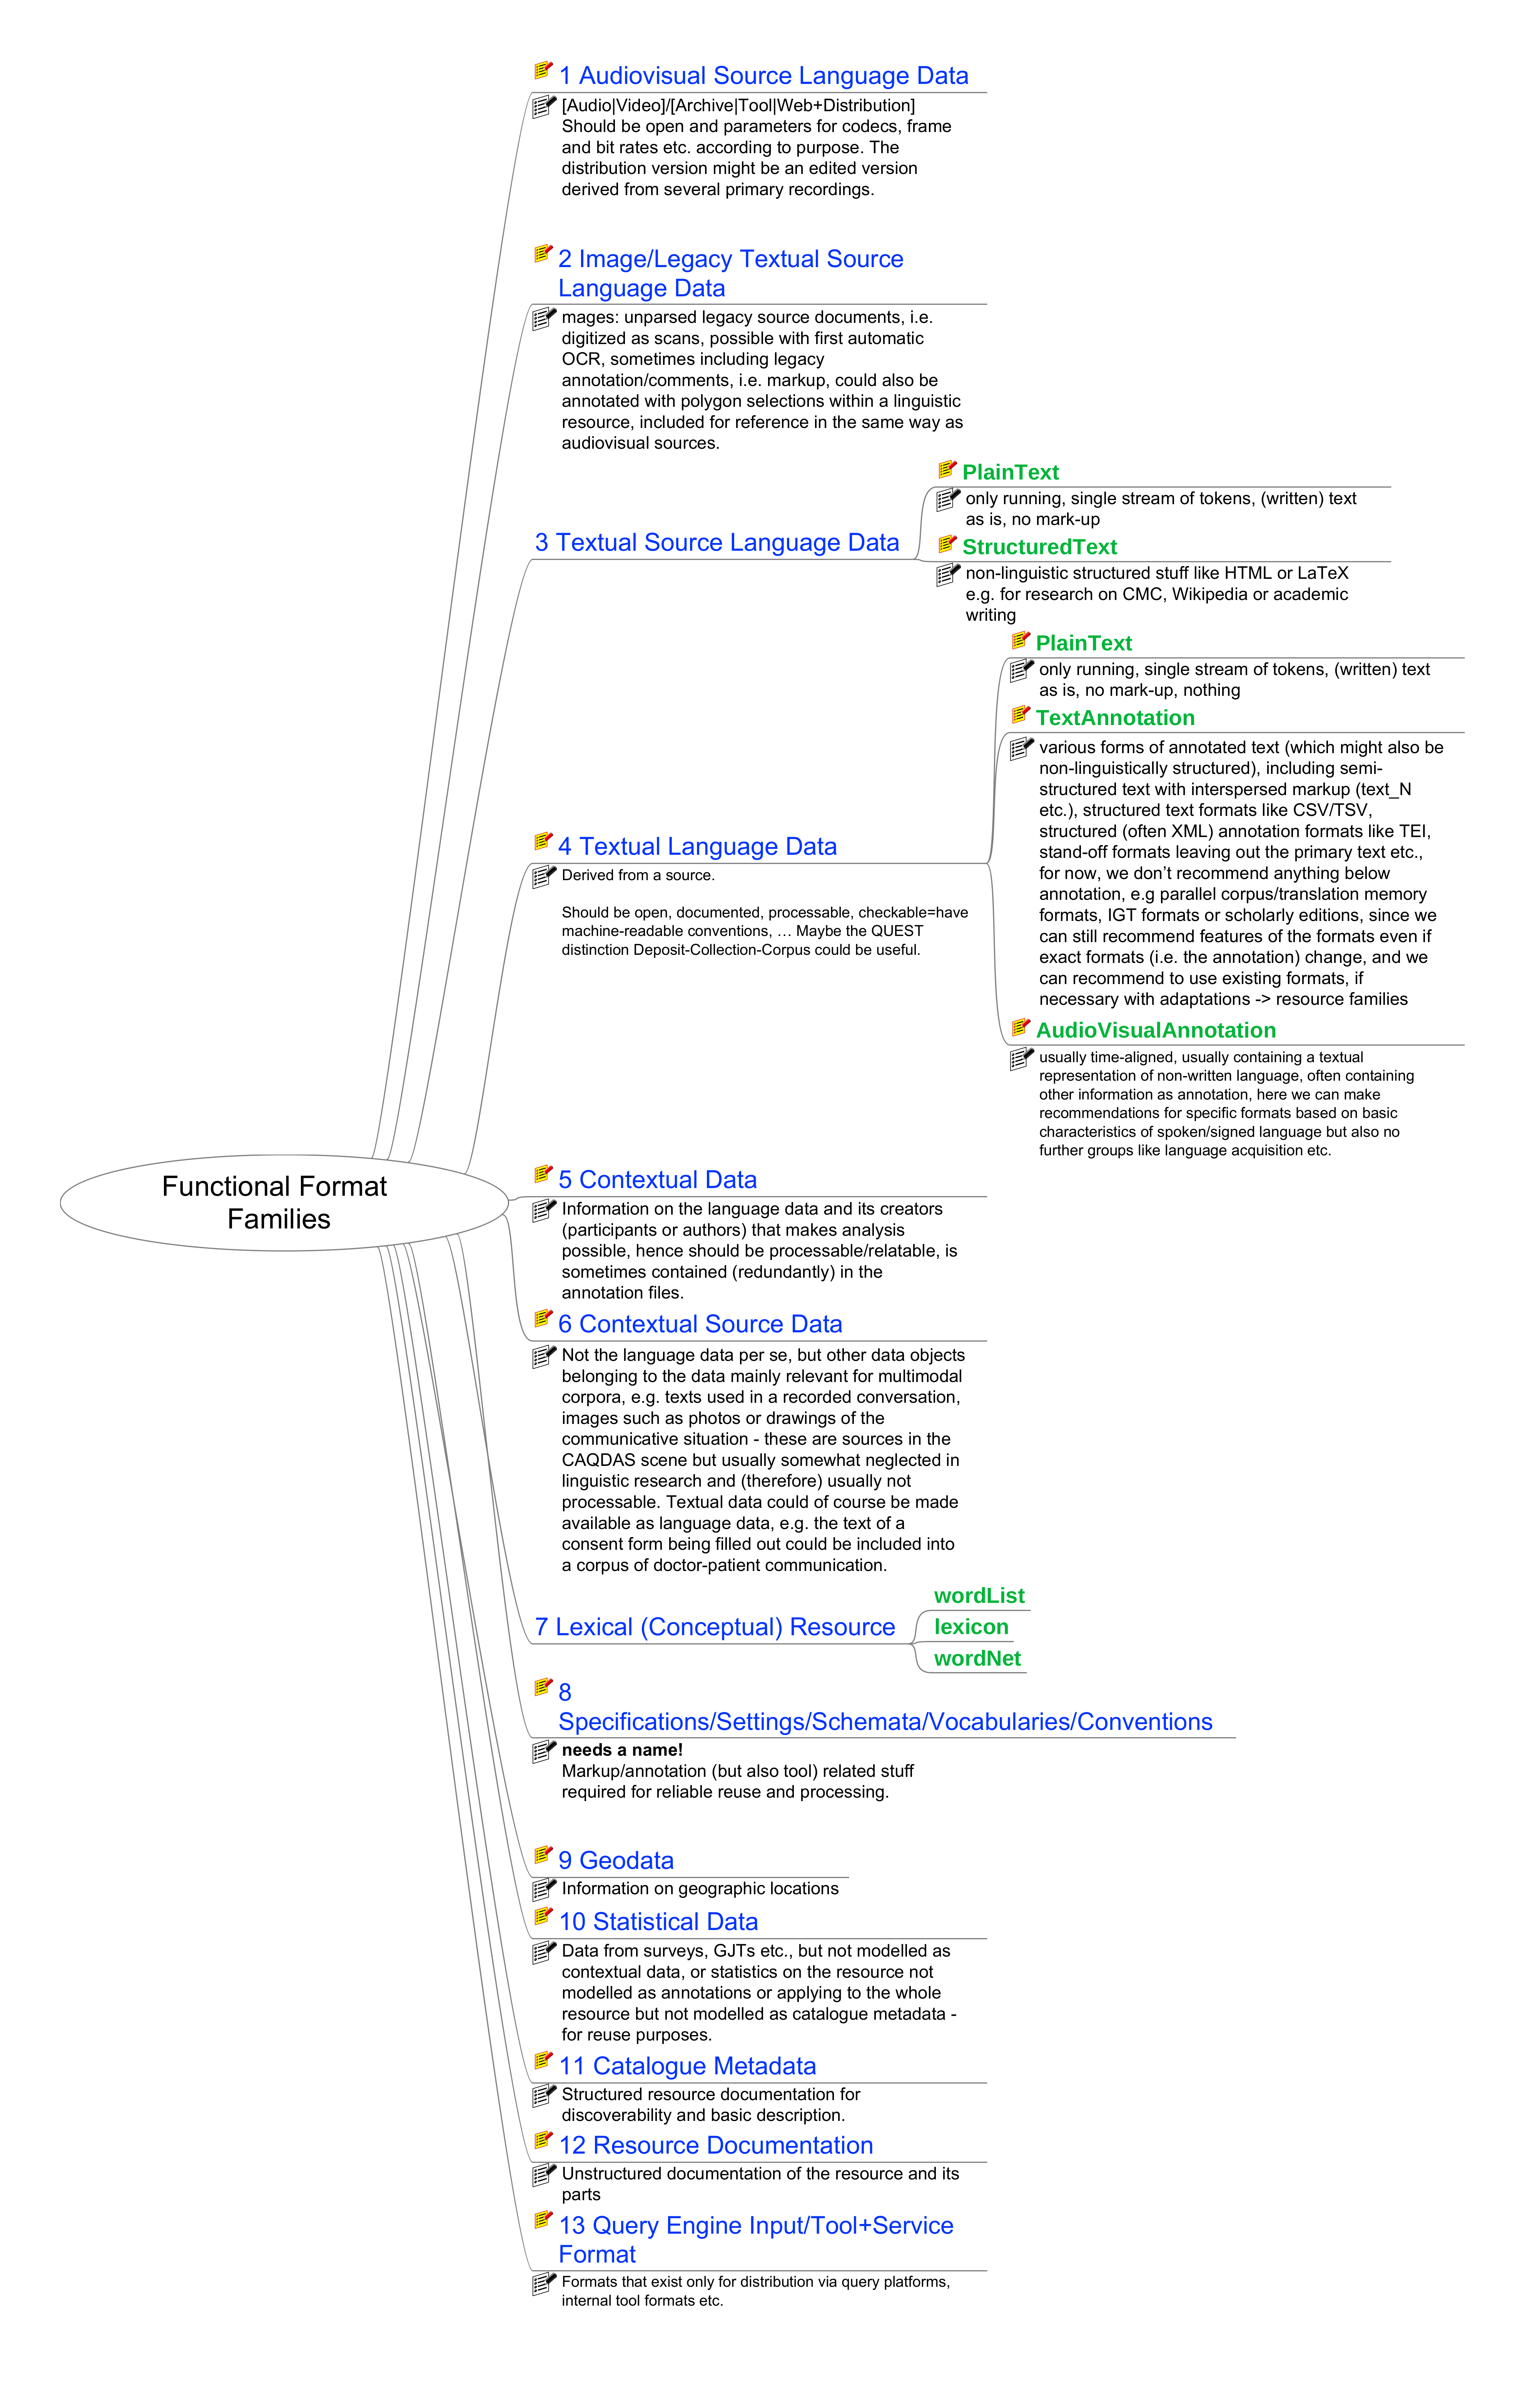 1 Audiovisual Source Language Data
[Audio|Video]/[Archive|Tool|Web+Distribution]
Should be open and parameters for codecs, frame
and bit rates etc. according to purpose. The
distribution version might be an edited version
derived from several primary recordings.
2 Image/Legacy Textual Source
Language Data
mages: unparsed legacy source documents, i.e.
digitized as scans, possible with first automatic
OCR, sometimes including legacy
annotation/comments, i.e. markup, could also be
annotated with polygon selections within a linguistic
resource, included for reference in the same way as
audiovisual sources.
3 Textual Source Language Data
PlainText
only running, single stream of tokens, (written) text
as is, no mark-up
StructuredText
non-linguistic structured stuff like HTML or LaTeX
e.g. for research on CMC, Wikipedia or academic
writing
4 Textual Language Data
Derived from a source.
Should be open, documented, processable, checkable=have
machine-readable conventions, … Maybe the QUEST
distinction Deposit-Collection-Corpus could be useful.
PlainText
only running, single stream of tokens, (written) text
as is, no mark-up, nothing
TextAnnotation
various forms of annotated text (which might also be
non-linguistically structured), including semi-
structured text with interspersed markup (text_N
etc.), structured text formats like CSV/TSV,
structured (often XML) annotation formats like TEI,
stand-off formats leaving out the primary text etc.,
for now, we don’t recommend anything below
annotation, e.g parallel corpus/translation memory
formats, IGT formats or scholarly editions, since we
can still recommend features of the formats even if
exact formats (i.e. the annotation) change, and we
can recommend to use existing formats, if
necessary with adaptations -> resource families
AudioVisualAnnotation
usually time-aligned, usually containing a textual
representation of non-written language, often containing
other information as annotation, here we can make
recommendations for specific formats based on basic
characteristics of spoken/signed language but also no
further groups like language acquisition etc.
Functional Format
Families
5 Contextual Data
Information on the language data and its creators
(participants or authors) that makes analysis
possible, hence should be processable/relatable, is
sometimes contained (redundantly) in the
annotation files.
6 Contextual Source Data
Not the language data per se, but other data objects
belonging to the data mainly relevant for multimodal
corpora, e.g. texts used in a recorded conversation,
images such as photos or drawings of the
communicative situation - these are sources in the
CAQDAS scene but usually somewhat neglected in
linguistic research and (therefore) usually not
processable. Textual data could of course be made
available as language data, e.g. the text of a
consent form being filled out could be included into
a corpus of doctor-patient communication.
7 Lexical (Conceptual) Resource
wordList
lexicon
wordNet
8
Specifications/Settings/Schemata/Vocabularies/Conventions
needs a name!
Markup/annotation (but also tool) related stuff
required for reliable reuse and processing.
9 Geodata
Information on geographic locations
10 Statistical Data
Data from surveys, GJTs etc., but not modelled as
contextual data, or statistics on the resource not
modelled as annotations or applying to the whole
resource but not modelled as catalogue metadata -
for reuse purposes.
11 Catalogue Metadata
Structured resource documentation for
discoverability and basic description.
12 Resource Documentation
Unstructured documentation of the resource and its
parts
13 Query Engine Input/Tool+Service
Format
Formats that exist only for distribution via query platforms,
internal tool formats etc.